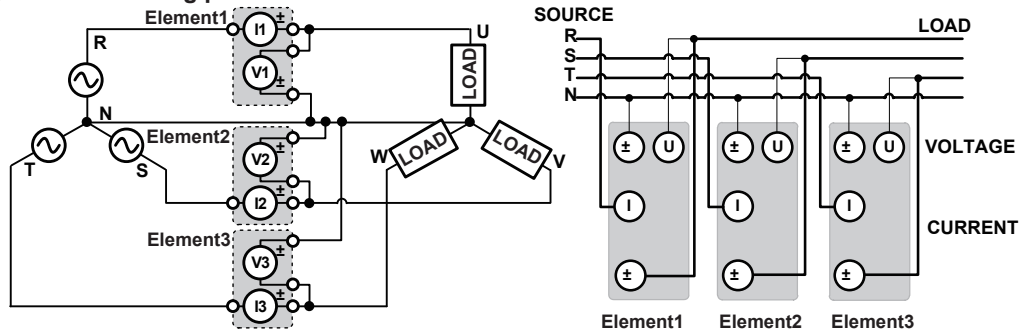 Element1
R
I1
±
V1
±
U
LOAD
N
Element2
T
S
V2
±
I2
±
W
LOAD
LOAD
V
Element3
V3
±
I3
±
SOURCE
LOAD
R
S
T
N
± U ± U ± U
VOLTAGE
I I I
CURRENT
± ± ±
Element1 Element2 Element3